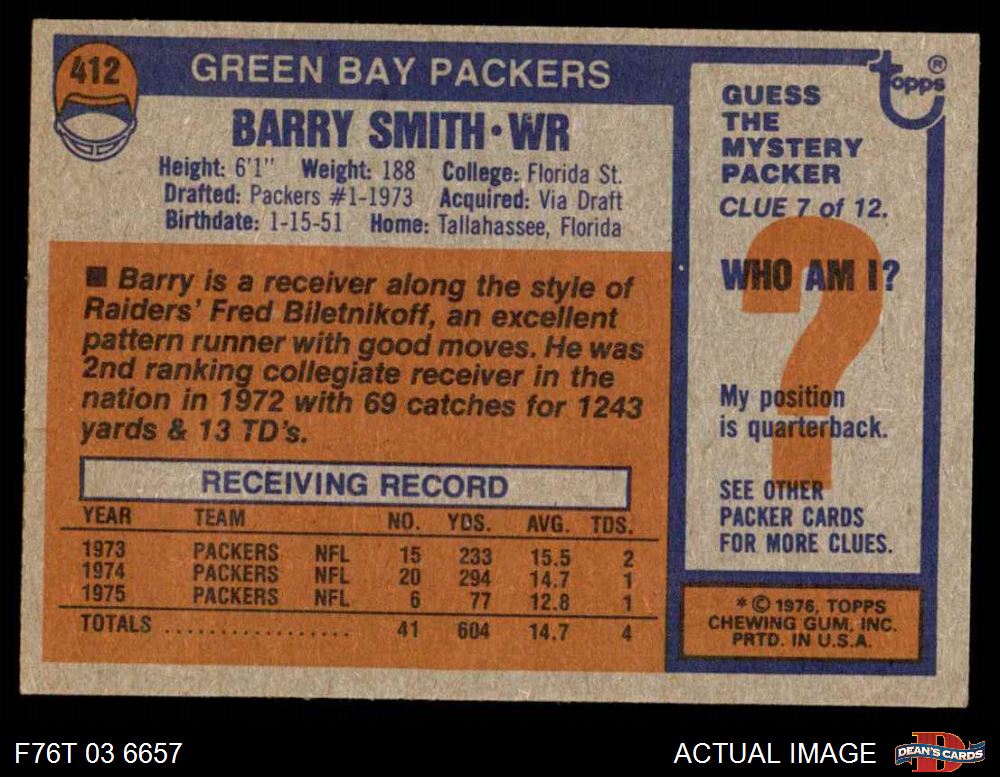 412
GREEN BAY PACKERS
BARRY SMITH • WR
Height: 6'1" Weight: 188 College: Florida St.
Drafted: Packers #1-1973 Acquired: Via Draft
Birthdate: 1-15-51 Home: Tallahassee, Florida
■ Barry is a receiver along the style of
Raiders' Fred Biletnikoff, an excellent
pattern runner with good moves. He was
2nd ranking collegiate receiver in the
nation in 1972 with 69 catches for 1243
yards & 13 TD's.
RECEIVING RECORD
YEAR TEAM NO. YDS. AVG. TDS.
1973 PACKERS NFL 15 233 15.5 2
1974 PACKERS NFL 20 294 14.7 1
1975 PACKERS NFL 6 77 12.8 1
TOTALS .................. 41 604 14.7 4
topps ®
GUESS
THE
MYSTERY
PACKER
CLUE 7 of 12.
WHO AM I?
?
My position
is quarterback.
SEE OTHER
PACKER CARDS
FOR MORE CLUES.
* © 1976, TOPPS
CHEWING GUM, INC.
PRTD. IN U.S.A.
F76T 03 6657
ACTUAL IMAGE
D
DEAN'S CARDS